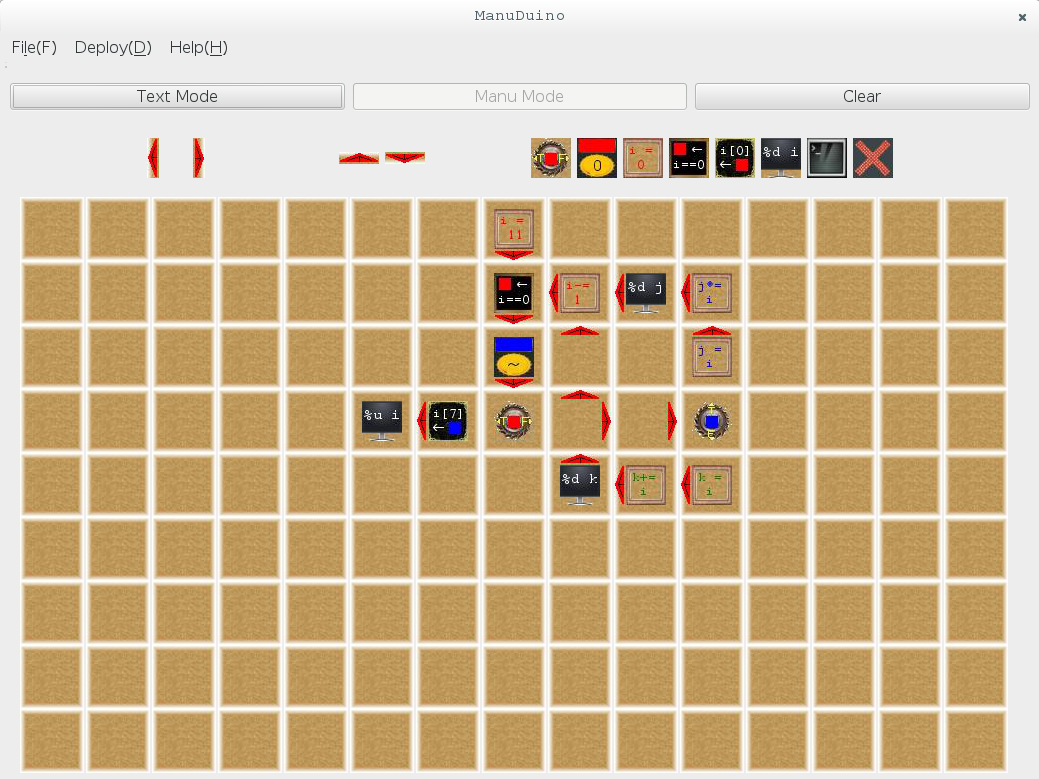 ManuDuino
File(F) Deploy(D) Help(H)
Text Mode
Manu Mode
Clear
T F
0
i =
0
←
i==0
i[0]
←
%d i
>_
i =
11
←
i==0
i-=
1
%d j
j*=
i
~
j =
i
%u i
i[7]
←
T F
T
F
%d k
k+=
i
k =
i